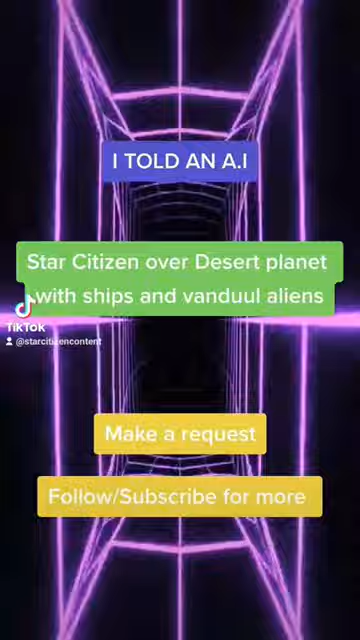 I TOLD AN A.I
Star Citizen over Desert planet
with ships and vanduul aliens
TikTok
@starcitizencontent
Make a request
Follow/Subscribe for more